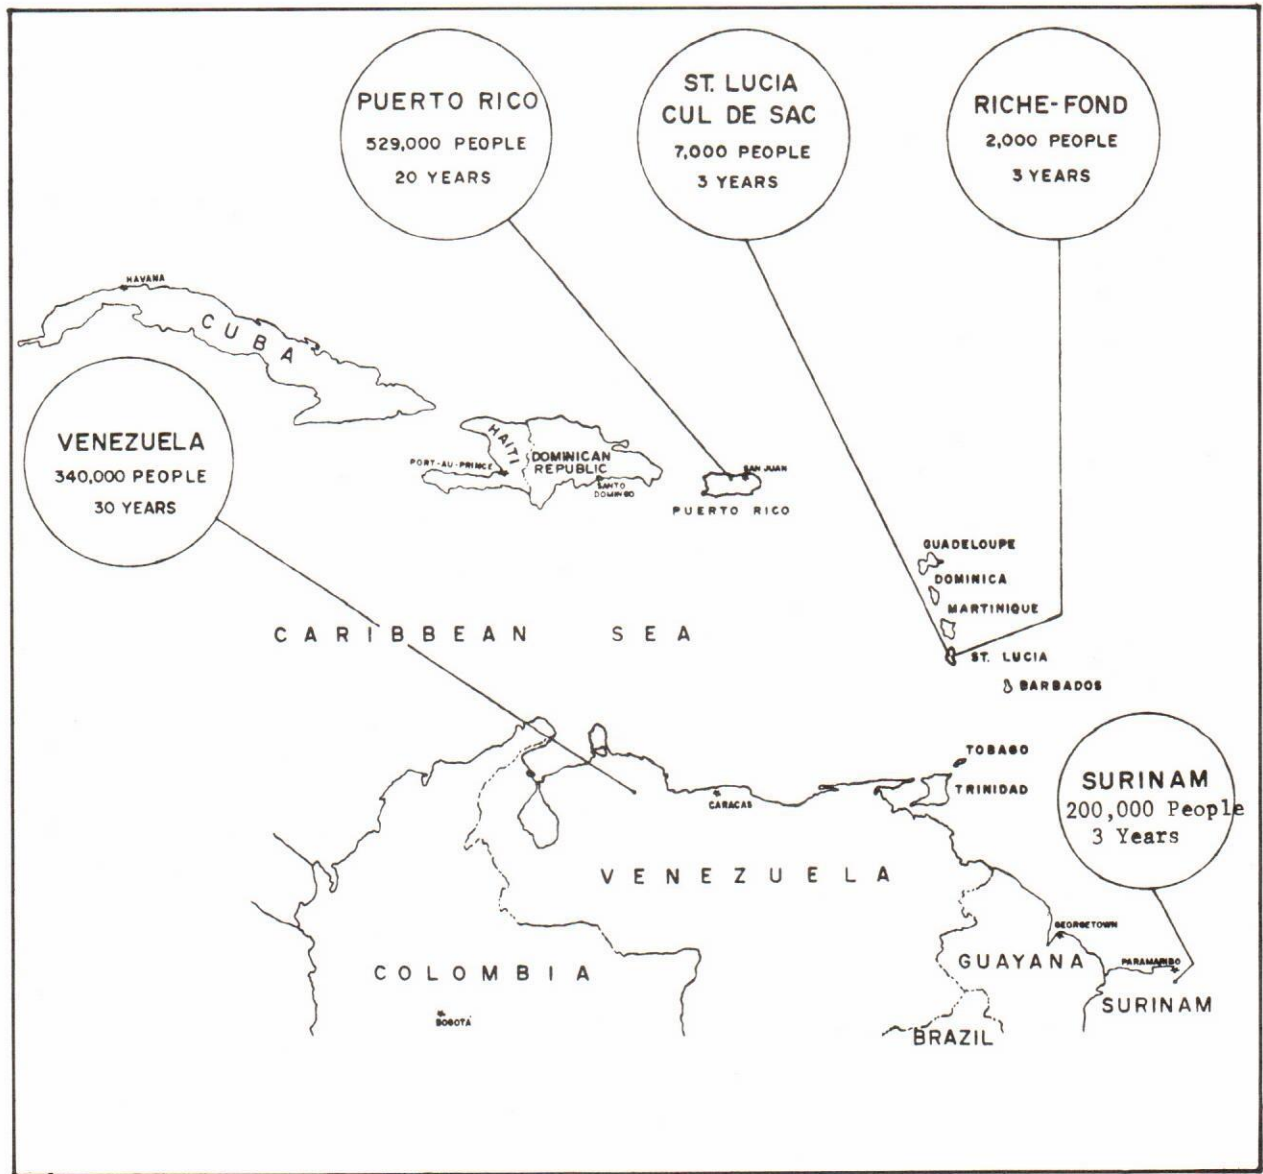 PUERTO RICO
529,000 PEOPLE
20 YEARS
ST. LUCIA
CUL DE SAC
7,000 PEOPLE
3 YEARS
RICHE-FOND
2,000 PEOPLE
3 YEARS
HAVANA
CUBA
VENEZUELA
340,000 PEOPLE
30 YEARS
HAITI
PORT-AU-PRINCE
DOMINICAN
REPUBLIC
SANTO
DOMINGO
SAN JUAN
PUERTO RICO
GUADELOUPE
DOMINICA
MARTINIQUE
CARIBBEAN SEA
ST. LUCIA
BARBADOS
TOBAGO
TRINIDAD
CARACAS
SURINAM
200,000 People
3 Years
VENEZUELA
GEORGETOWN
GUAYANA
PARAMARIBO
COLOMBIA
SURINAM
BOGOTÁ
BRAZIL